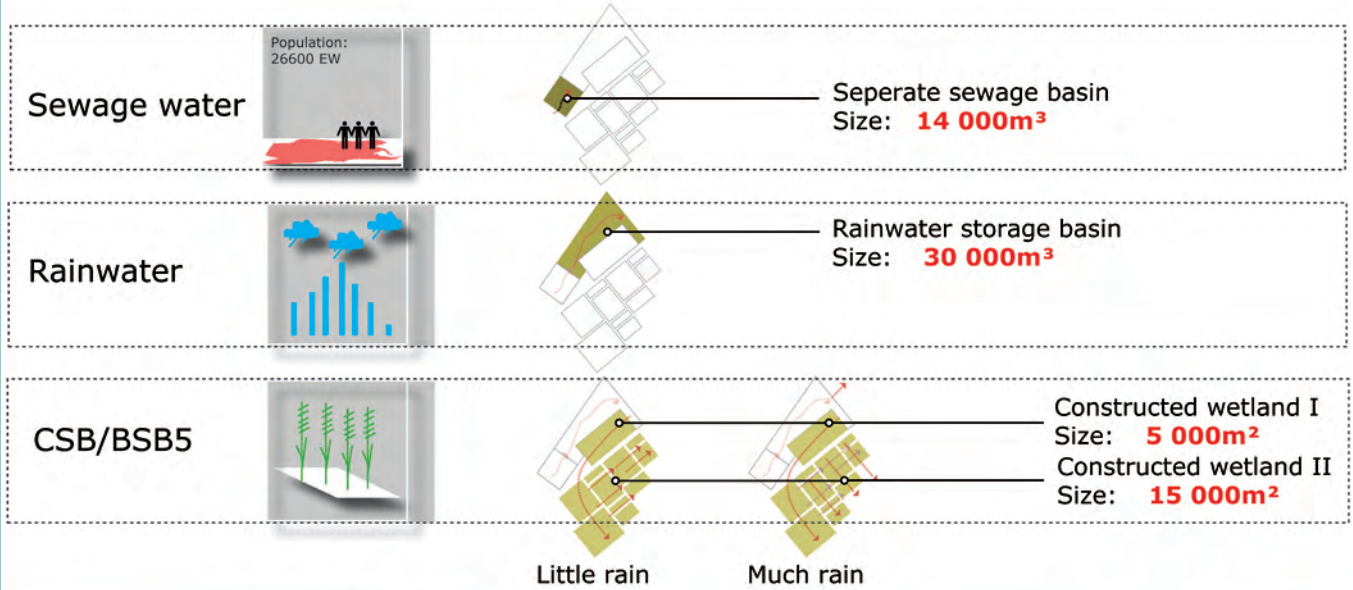 Population:
26600 EW
Sewage water
Seperate sewage basin
Size: 14 000m³
Rainwater
Rainwater storage basin
Size: 30 000m³
CSB/BSB5
Constructed wetland I
Size: 5 000m²
Constructed wetland II
Size: 15 000m²
Little rain
Much rain